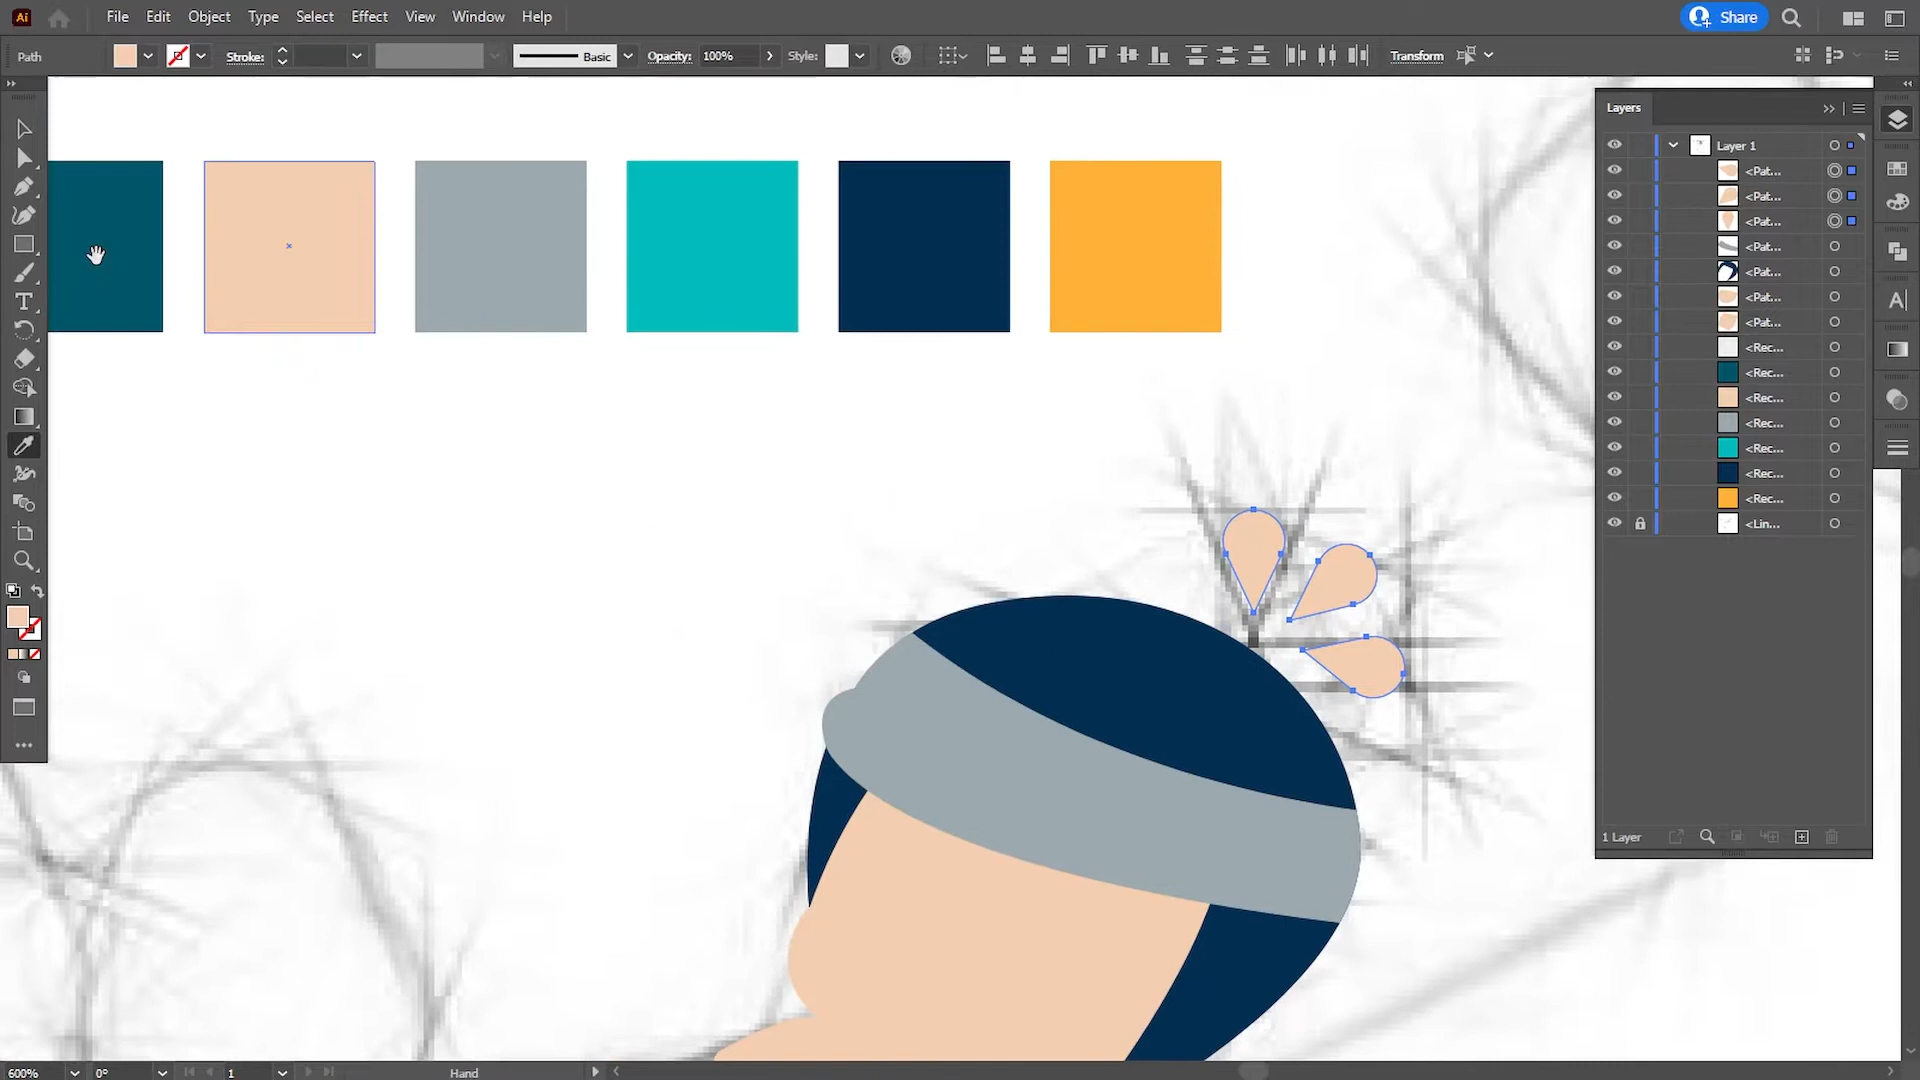 Ai File Edit Object Type Select Effect View Window Help Share
Path Stroke: Basic Opacity: 100% Style: Transform
Layers
Layer 1
<Pat...
<Pat...
<Pat...
<Pat...
<Pat...
<Pat...
<Pat...
<Rec...
<Rec...
<Rec...
<Rec...
<Rec...
<Rec...
<Rec...
<Lin...
1 Layer
600% 0° 1 Hand